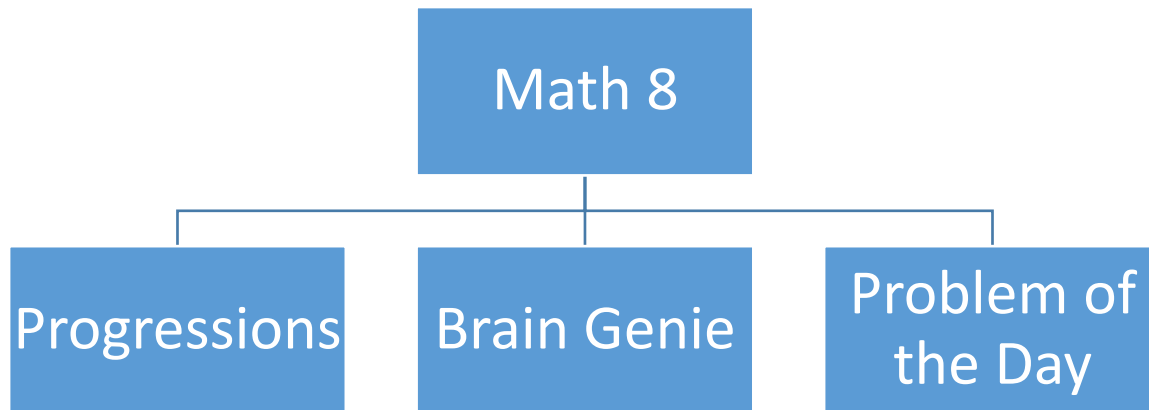 Math 8
Progressions
Brain Genie
Problem of
the Day